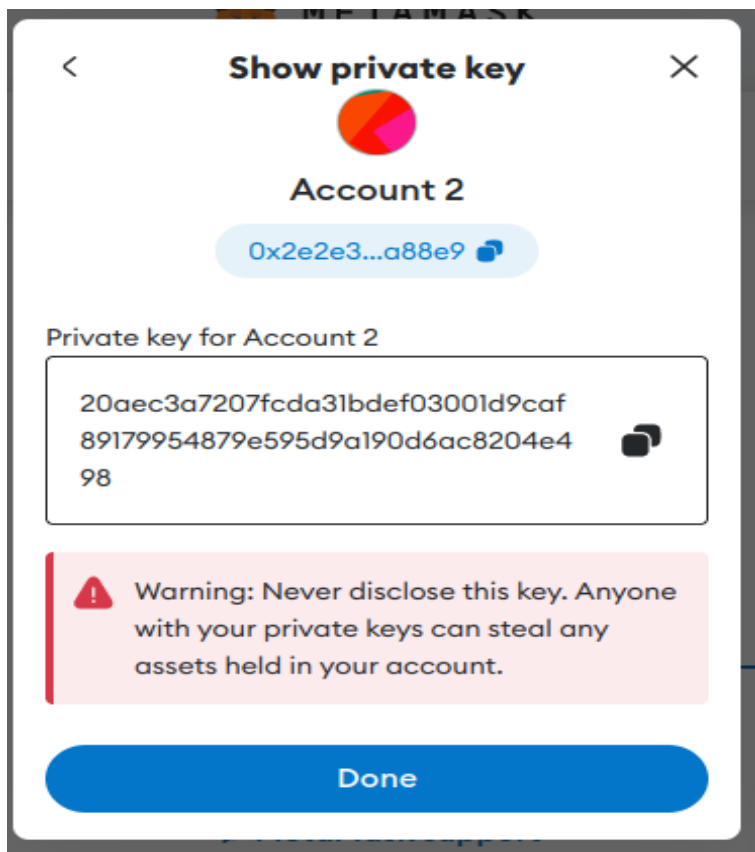 METAMASK
Show private key
Account 2
0x2e2e3...a88e9
Private key for Account 2
20aec3a7207fcda31bdef03001d9caf
89179954879e595d9a190d6ac8204e4
98
Warning: Never disclose this key. Anyone
with your private keys can steal any
assets held in your account.
Done